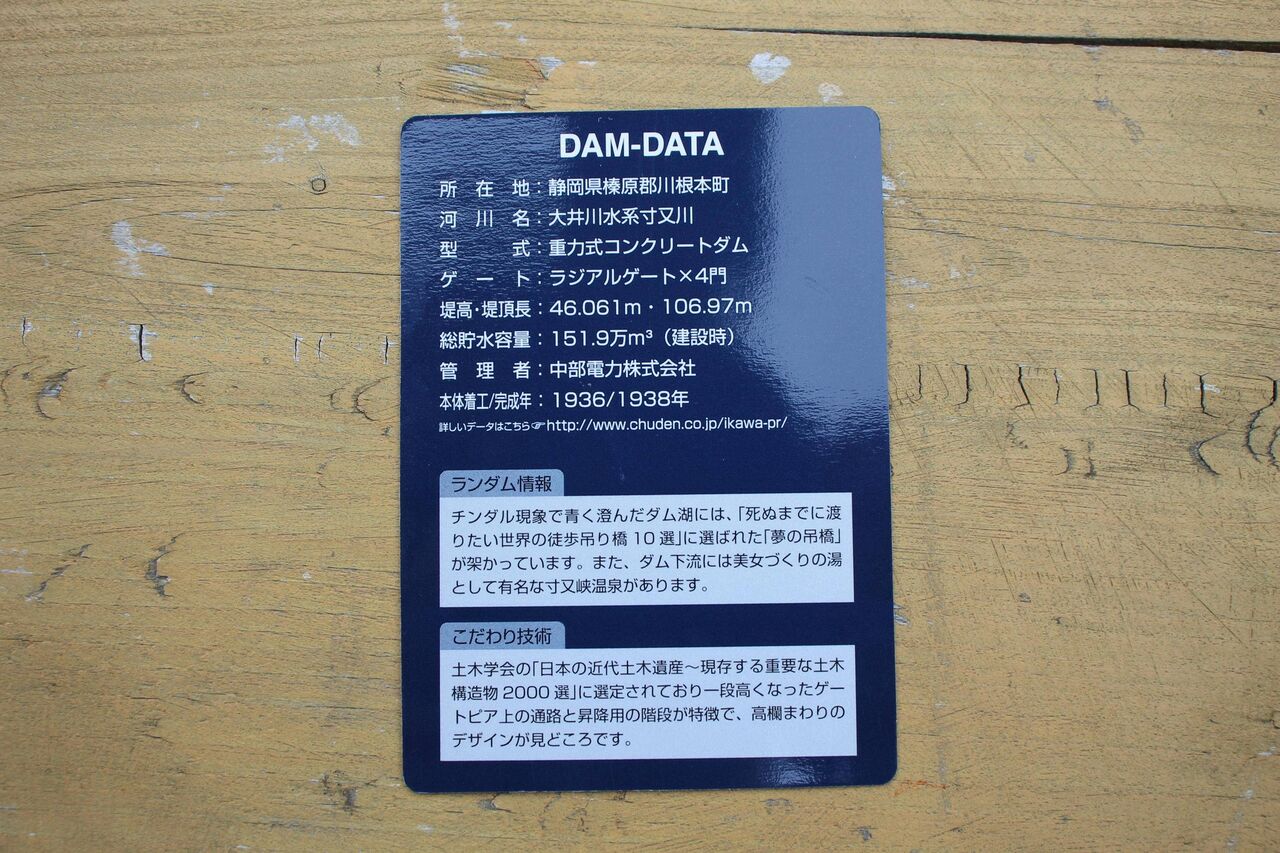 DAM-DATA
所在地：静岡県榛原郡川根本町
河川名：大井川水系寸又川
型式：重力式コンクリートダム
ゲート：ラジアルゲート×4門
堤高・堤頂長：46.061m・106.97m
総貯水容量：151.9万m³（建設時）
管理者：中部電力株式会社
本体着工/完成年：1936/1938年
詳しいデータはこちら☞http://www.chuden.co.jp/ikawa-pr/
ランダム情報
チンダル現象で青く澄んだダム湖には、「死ぬまでに渡
りたい世界の徒歩吊り橋10選」に選ばれた「夢の吊橋」
が架かっています。また、ダム下流には美女づくりの湯
として有名な寸又峡温泉があります。
こだわり技術
土木学会の「日本の近代土木遺産～現存する重要な土木
構造物2000選」に選定されており一段高くなったゲー
トピア上の通路と昇降用の階段が特徴で、高欄まわりの
デザインが見どころです。